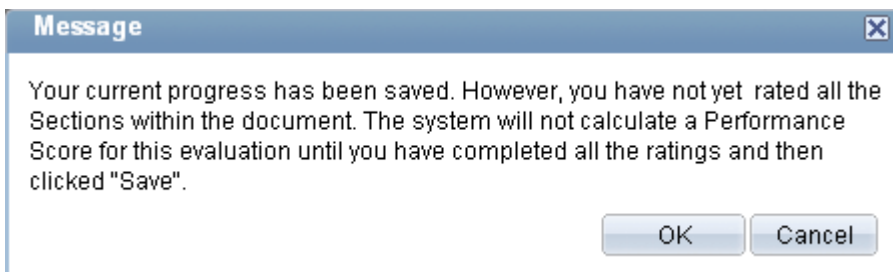 Message
Your current progress has been saved. However, you have not yet rated all the
Sections within the document. The system will not calculate a Performance
Score for this evaluation until you have completed all the ratings and then
clicked "Save".
OK Cancel